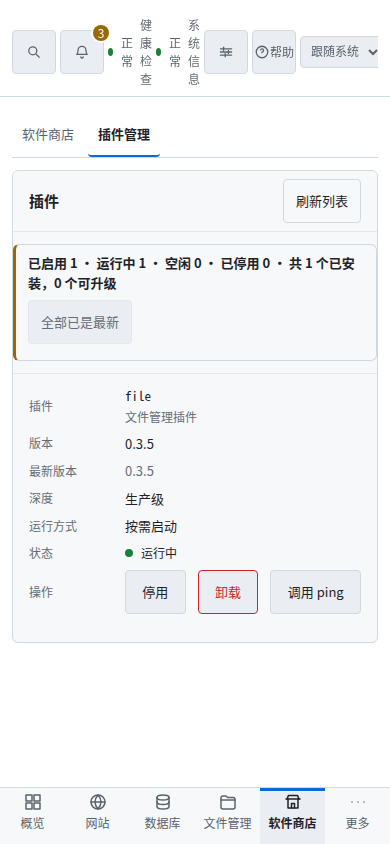 3
正常
健康检查
正常
系统信息
帮助
跟随系统
软件商店
插件管理
插件
刷新列表
已启用 1 · 运行中 1 · 空闲 0 · 已停用 0 · 共 1 个已安
装，0 个可升级
全部已是最新
插件
file
文件管理插件
版本
0.3.5
最新版本
0.3.5
深度
生产级
运行方式
按需启动
状态
运行中
操作
停用
卸载
调用 ping
概览
网站
数据库
文件管理
软件商店
更多